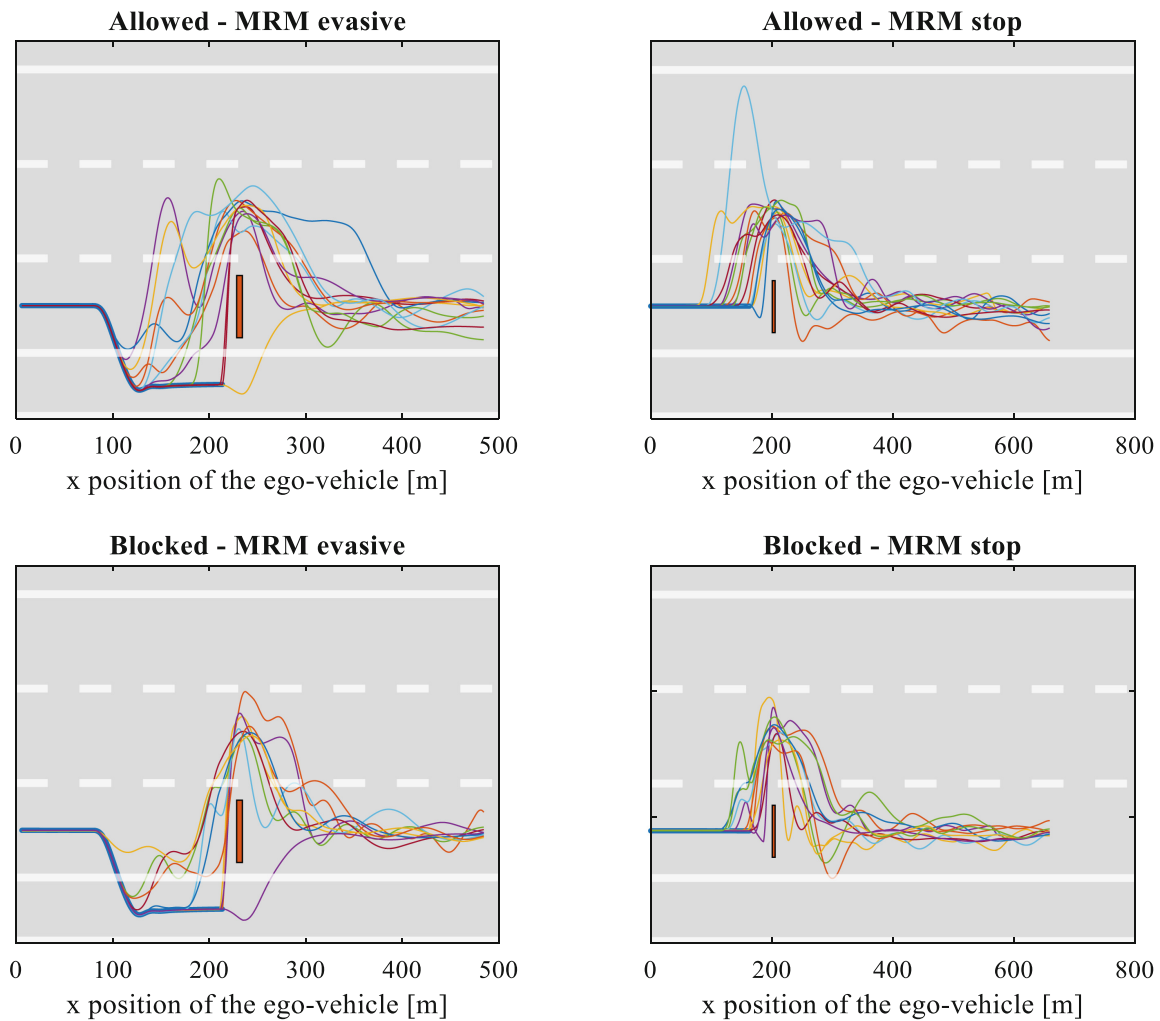 Allowed - MRM evasive
Allowed - MRM stop
0 100 200 300 400 500
0 200 400 600 800
x position of the ego-vehicle [m]
x position of the ego-vehicle [m]
Blocked - MRM evasive
Blocked - MRM stop
0 100 200 300 400 500
0 200 400 600 800
x position of the ego-vehicle [m]
x position of the ego-vehicle [m]